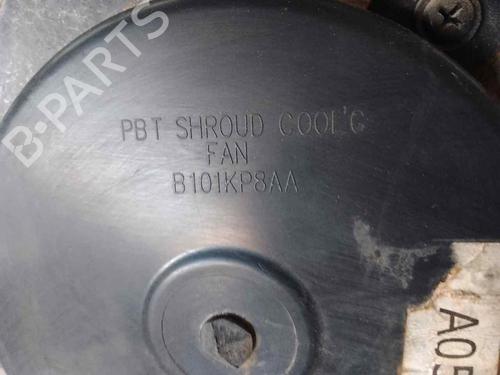 B-PARTS
PBT SHROUD COOL'G
FAN
B101KP8AA
A05